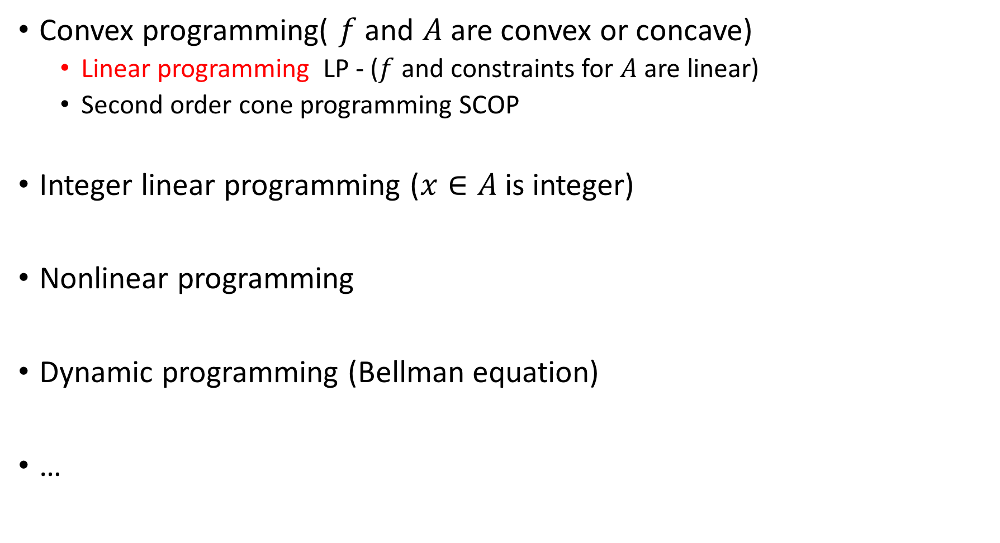 • Convex programming( 𝑓 and 𝐴 are convex or concave)
• Linear programming LP - (𝑓 and constraints for 𝐴 are linear)
• Second order cone programming SCOP
• Integer linear programming (𝑥 ∈ 𝐴 is integer)
• Nonlinear programming
• Dynamic programming (Bellman equation)
• …